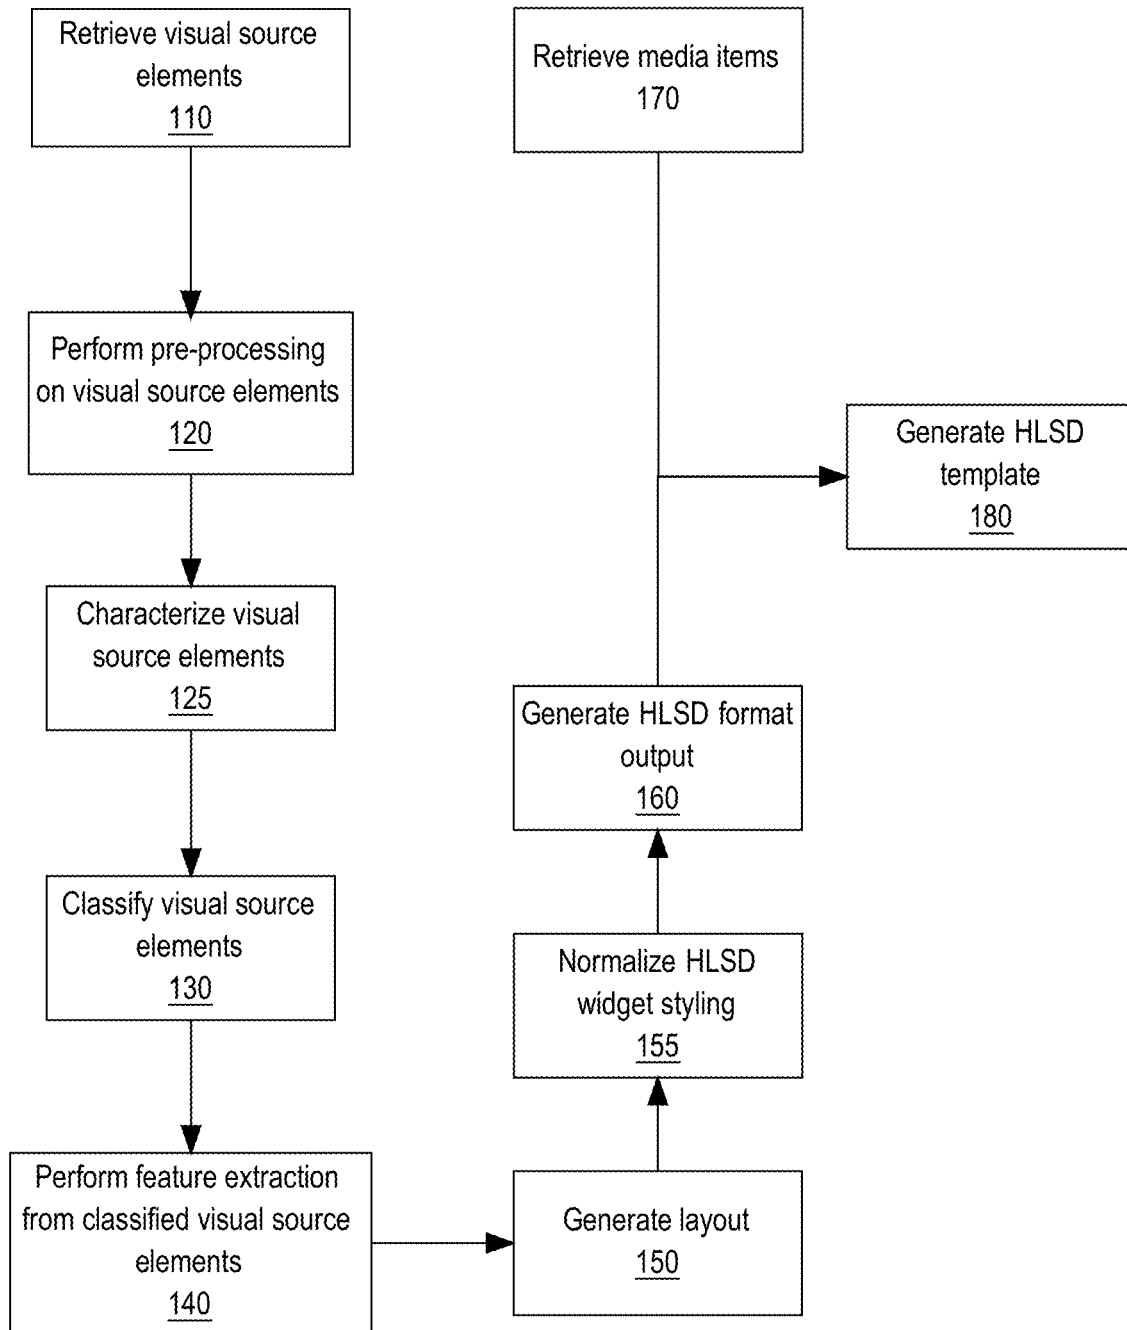 Retrieve visual source
elements
110
Perform pre-processing
on visual source elements
120
Characterize visual
source elements
125
Classify visual source
elements
130
Perform feature extraction
from classified visual source
elements
140
Generate layout
150
Normalize HLSD
widget styling
155
Generate HLSD format
output
160
Retrieve media items
170
Generate HLSD
template
180